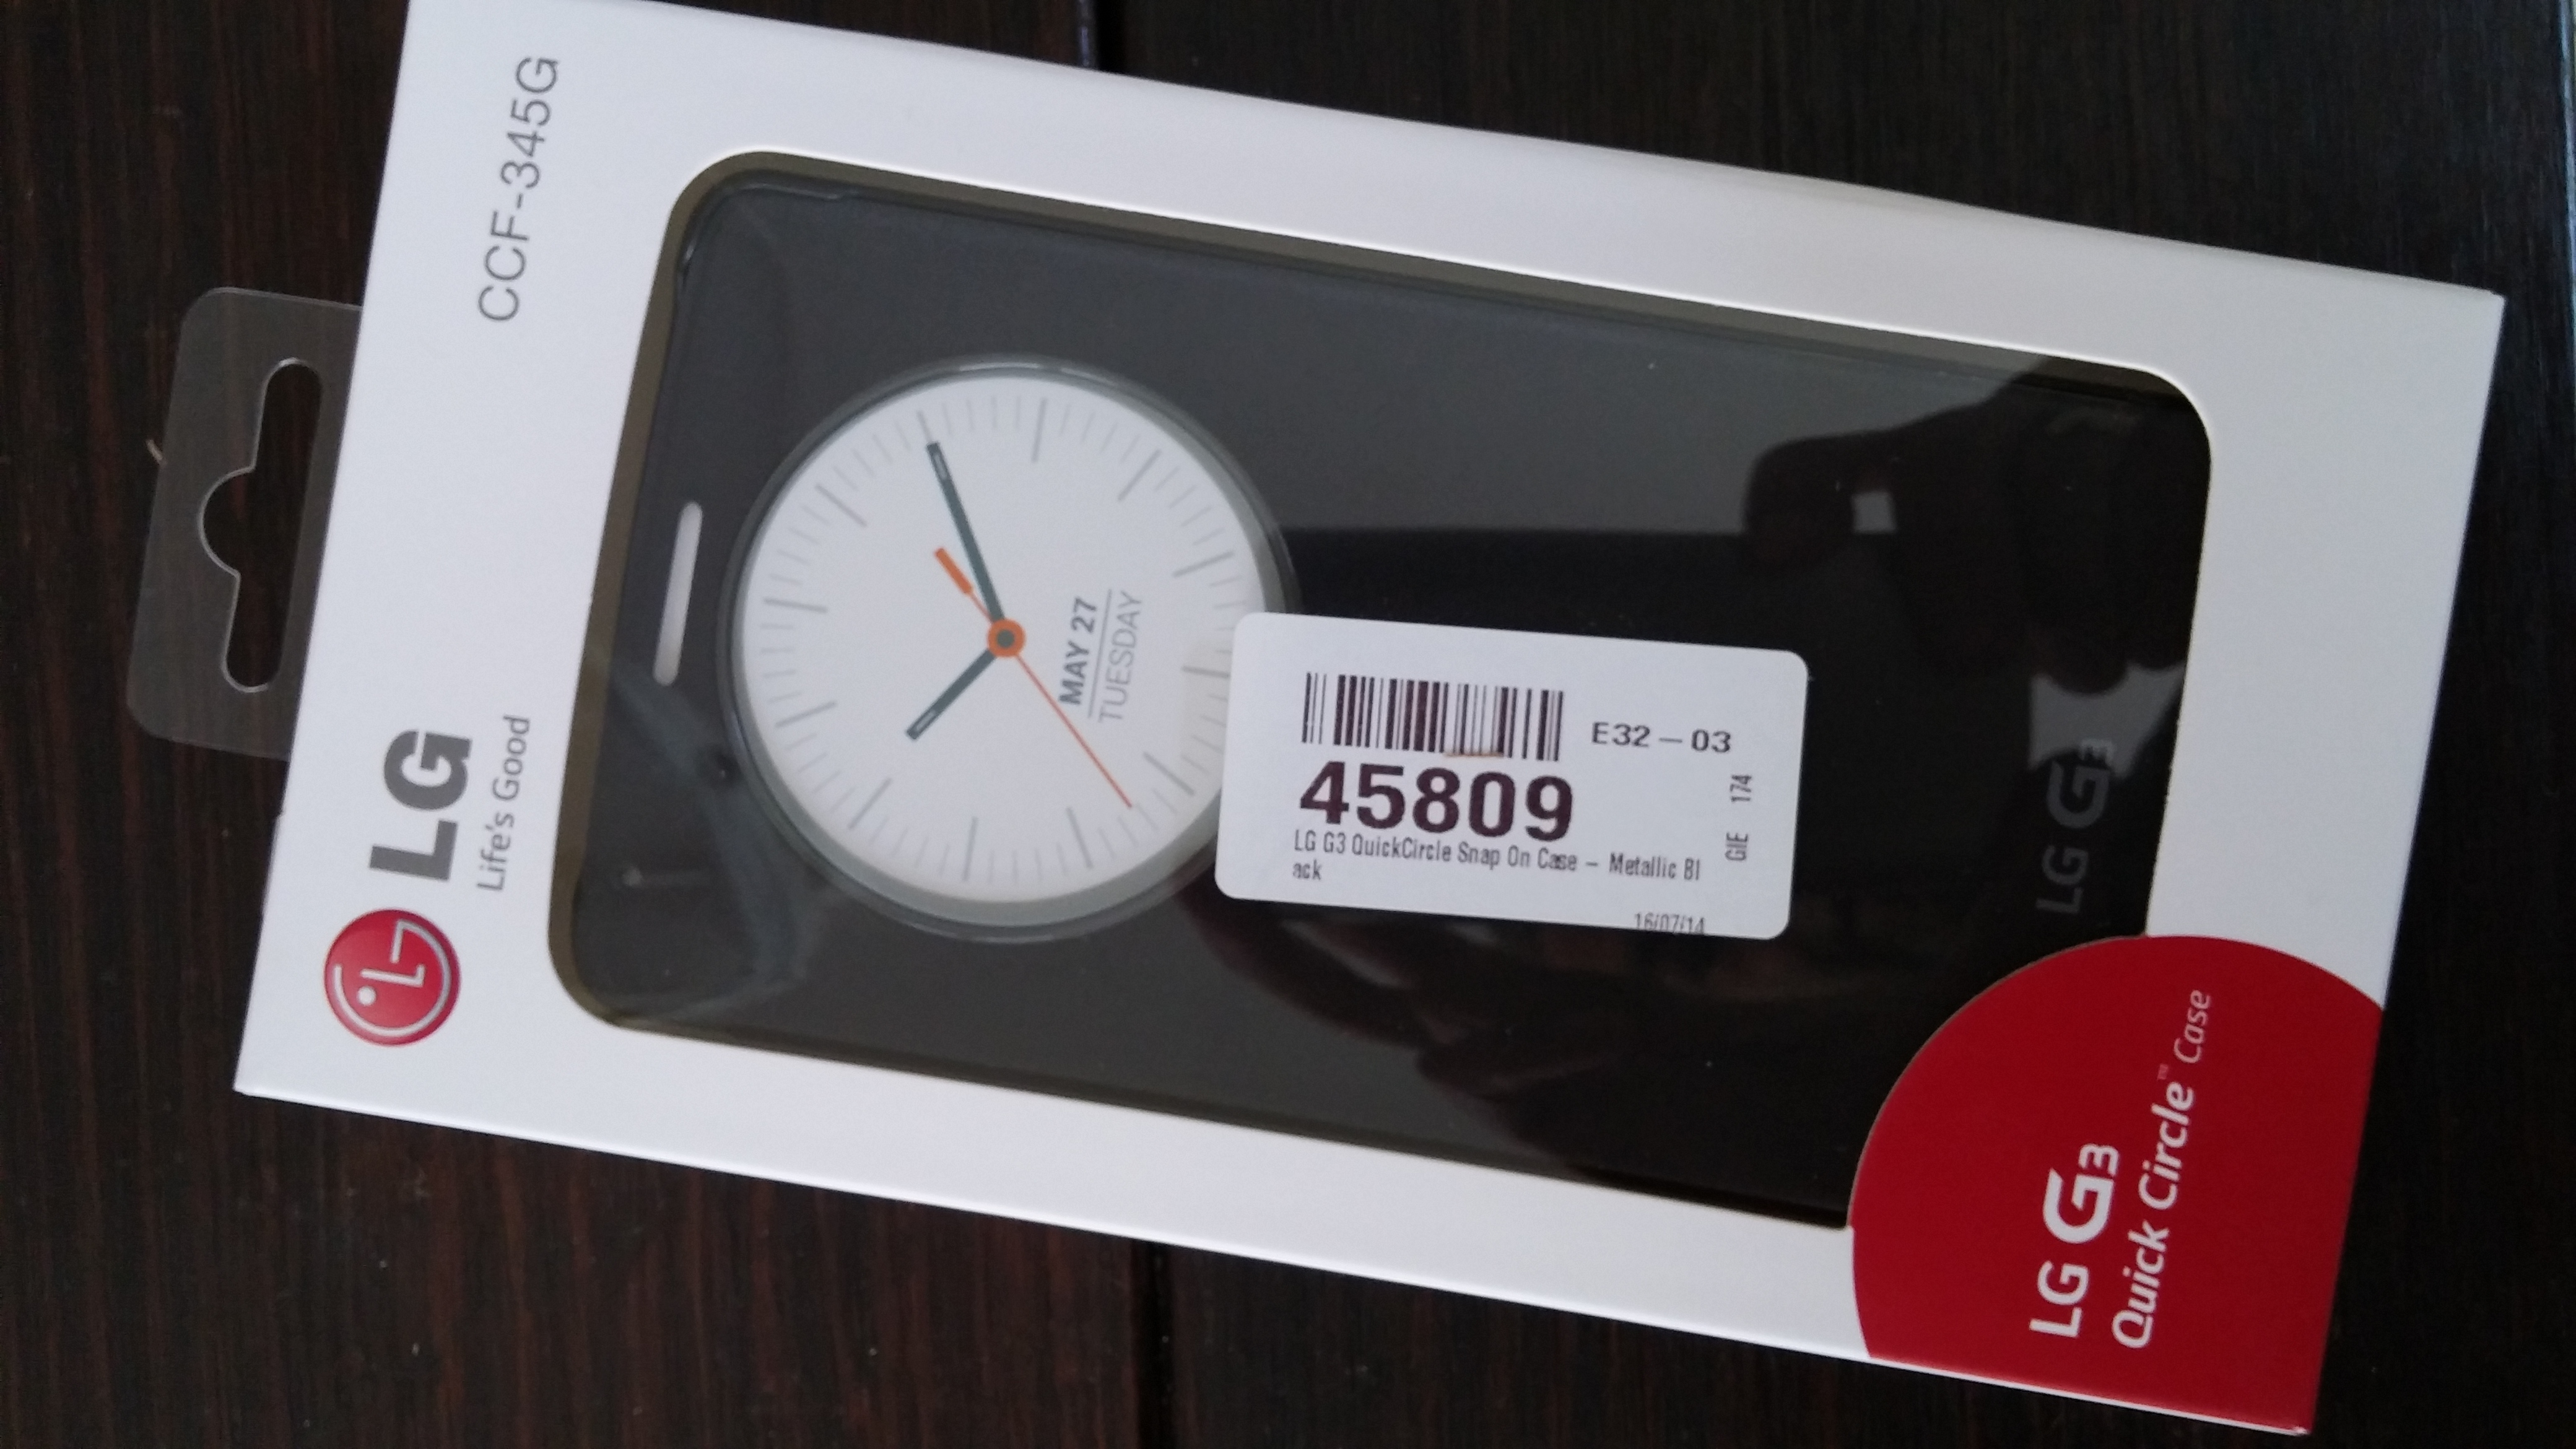 CCF-345G
LG
Life's Good
MAY 27
TUESDAY
E32-03
45809
GIE 174
LG G3 QuickCircle Snap On Case - Metallic Bl
ack
16/07/14
LG G3
LG G3
Quick Circle™ Case